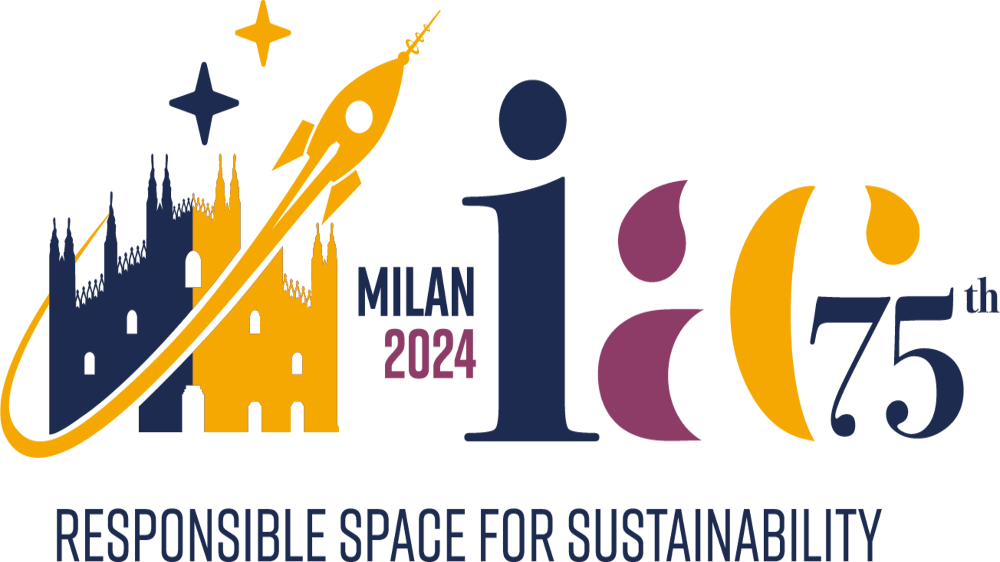 MILAN
2024
iac
75th
RESPONSIBLE SPACE FOR SUSTAINABILITY